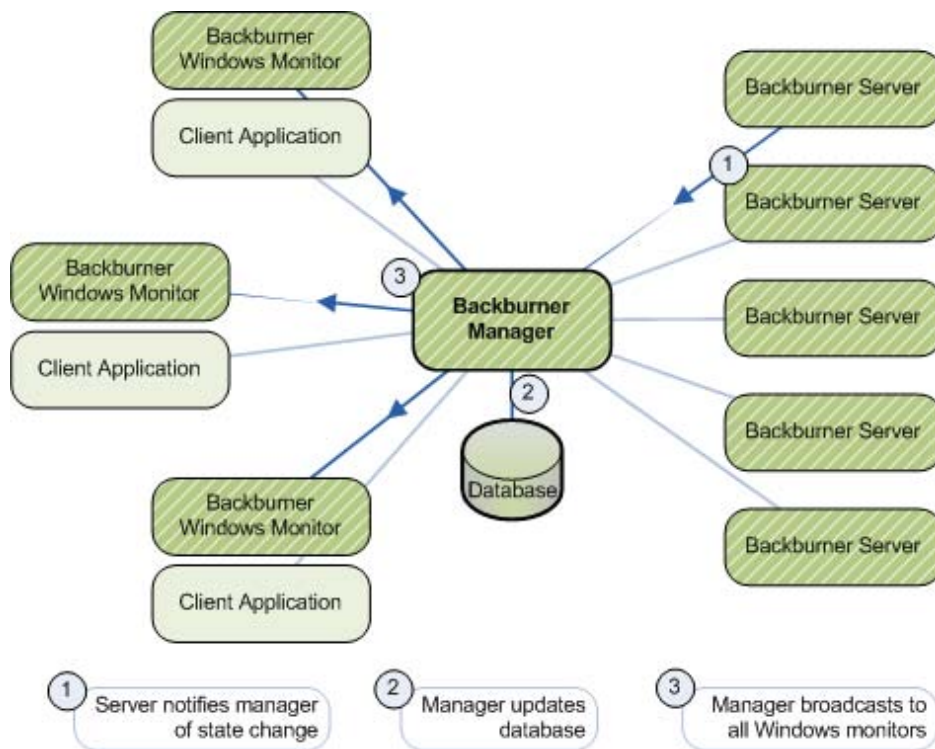 Backburner
Windows Monitor
Client Application
Backburner Server
1
Backburner Server
Backburner
Windows Monitor
Client Application
3
Backburner
Manager
Backburner Server
2
Database
Backburner Server
Backburner
Windows Monitor
Client Application
Backburner Server
1
Server notifies manager
of state change
2
Manager updates
database
3
Manager broadcasts to
all Windows monitors